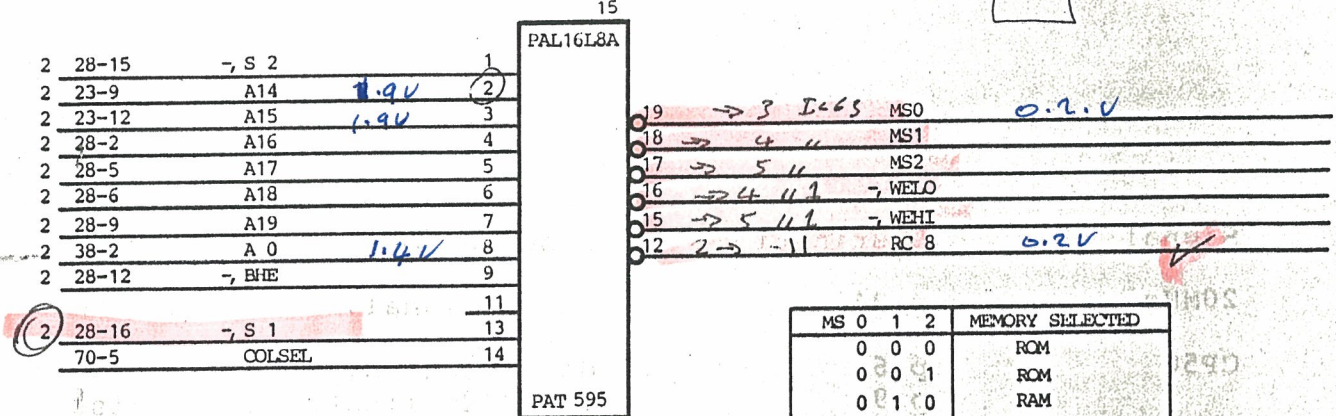 15
PAL16L8A
2 28-15 -, S 2 1
2 23-9 A14 1.9V 2
2 23-12 A15 1.9V 3
2 28-2 A16 4
2 28-5 A17 5
2 28-6 A18 6
2 28-9 A19 7
2 38-2 A 0 1.4V 8
2 28-12 -, BHE 9
11
2 28-16 -, S 1 13
70-5 COLSEL 14
PAT 595
19 → 3 IC63 MS0 0.2.V
18 → 4 " MS1
17 → 5 " MS2
16 → 4 " 1 -, WELO
15 → 5 " 1 -, WEHI
12 2 → RC 8 0.2V
MS 0 1 2 MEMORY SELECTED
0 0 0 ROM
0 0 1 ROM
0 1 0 RAM